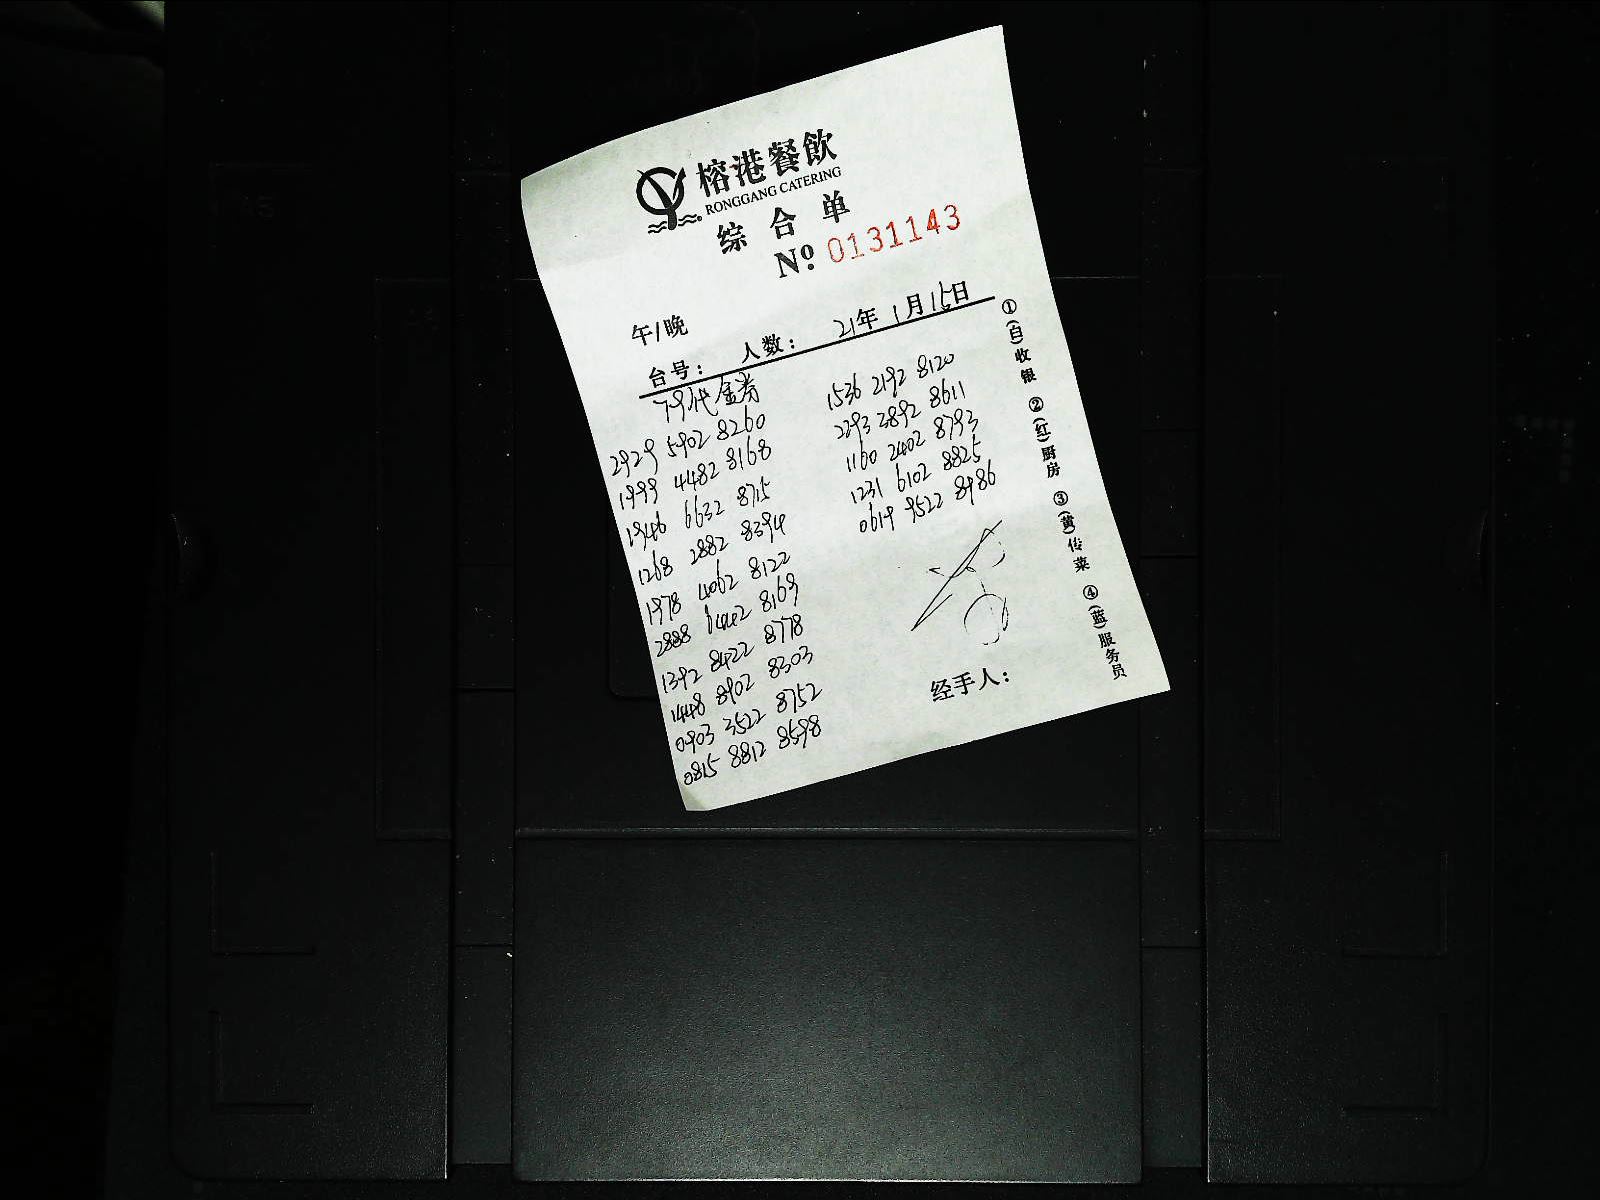 榕港餐飲
RONGGANG CATERING
综合单
Nº 0131143
午/晚
台号： 人数： 21年1月15日
79代金券
2929 5902 8260
1999 4482 8168
1946 6632 8715
1268 2882 8394
1978 4062 8122
2888 6442 8169
1392 8422 8778
1448 8902 8303
0903 3522 8752
0815 8812 8598
1536 2192 8120
2293 3892 8611
1160 2402 8793
1231 6102 8825
0619 9522 8986
经手人：
①(白)收银 ②(红)厨房 ③(黄)传菜 ④(蓝)服务员